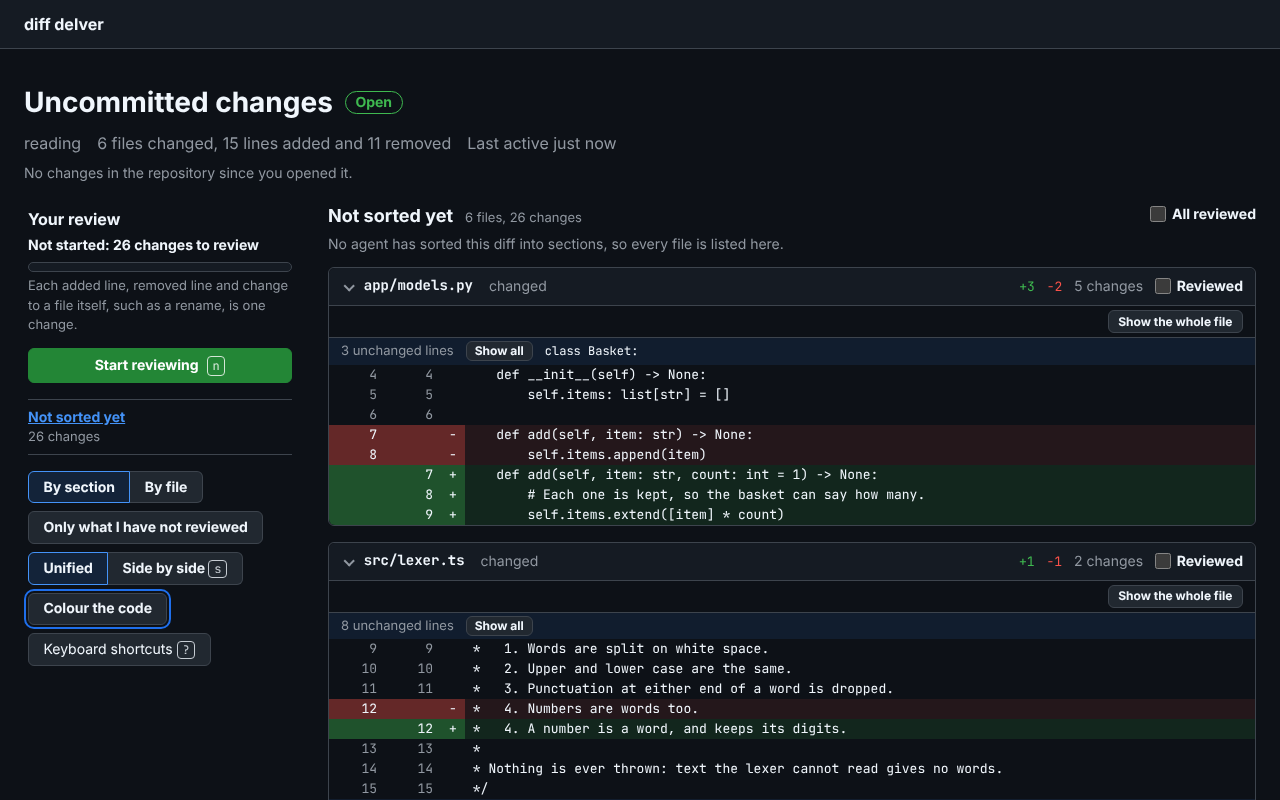 diff delver
Uncommitted changes Open
reading 6 files changed, 15 lines added and 11 removed Last active just now
No changes in the repository since you opened it.
Your review
Not started: 26 changes to review
Each added line, removed line and change
to a file itself, such as a rename, is one
change.
Start reviewing n
Not sorted yet
26 changes
By section By file
Only what I have not reviewed
Unified Side by side s
Colour the code
Keyboard shortcuts ?
Not sorted yet 6 files, 26 changes All reviewed
No agent has sorted this diff into sections, so every file is listed here.
app/models.py changed +3 -2 5 changes Reviewed
Show the whole file
3 unchanged lines Show all class Basket:
4 4 def __init__(self) -> None:
5 5 self.items: list[str] = []
6 6
7 - def add(self, item: str) -> None:
8 - self.items.append(item)
7 + def add(self, item: str, count: int = 1) -> None:
8 + # Each one is kept, so the basket can say how many.
9 + self.items.extend([item] * count)
src/lexer.ts changed +1 -1 2 changes Reviewed
Show the whole file
8 unchanged lines Show all
9 9 * 1. Words are split on white space.
10 10 * 2. Upper and lower case are the same.
11 11 * 3. Punctuation at either end of a word is dropped.
12 - * 4. Numbers are words too.
12 + * 4. A number is a word, and keeps its digits.
13 13 *
14 14 * Nothing is ever thrown: text the lexer cannot read gives no words.
15 15 */